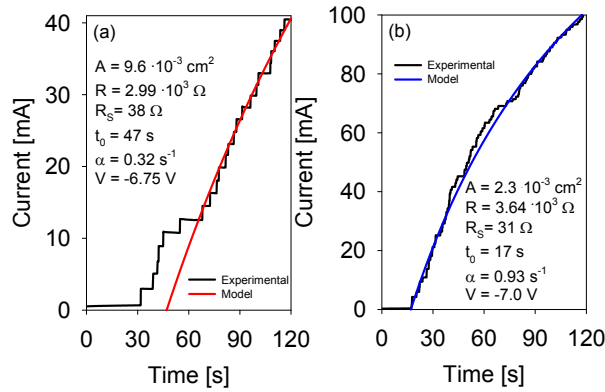 (a)
A = 9.6 ·10⁻³ cm²
R = 2.99 ·10³ Ω
R_S= 38 Ω
t₀ = 47 s
α = 0.32 s⁻¹
V = -6.75 V
Experimental
Model
Current [mA]
40
30
20
10
0
0 30 60 90 120
Time [s]
(b)
Experimental
Model
A = 2.3 ·10⁻³ cm²
R = 3.64 ·10³ Ω
R_S= 31 Ω
t₀ = 17 s
α = 0.93 s⁻¹
V = -7.0 V
Current [mA]
100
80
60
40
20
0
0 30 60 90 120
Time [s]